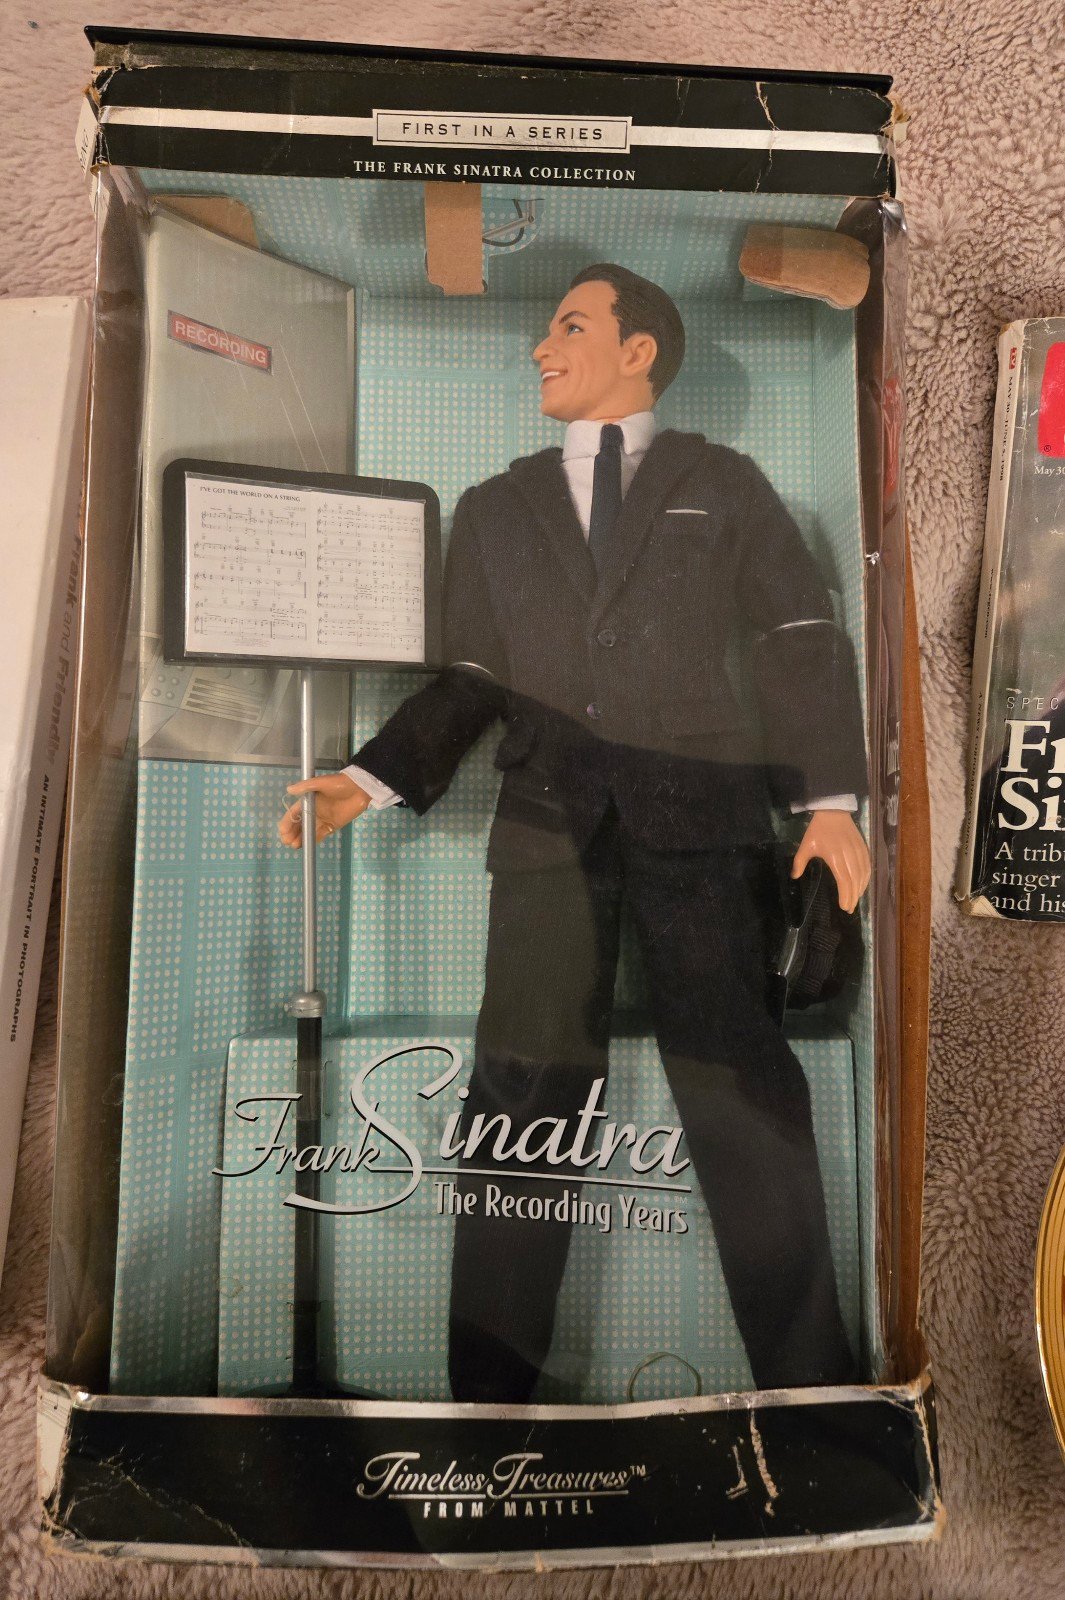 FIRST IN A SERIES
THE FRANK SINATRA COLLECTION
RECORDING
I'VE GOT THE WORLD ON A STRING
Frank Sinatra
The Recording Years
Timeless Treasures™
FROM MATTEL
Frank and Friendly AN INTIMATE PORTRAIT IN PHOTOGRAPHS
May 30
SPEC
Fr
Si
A trib
singer
and his